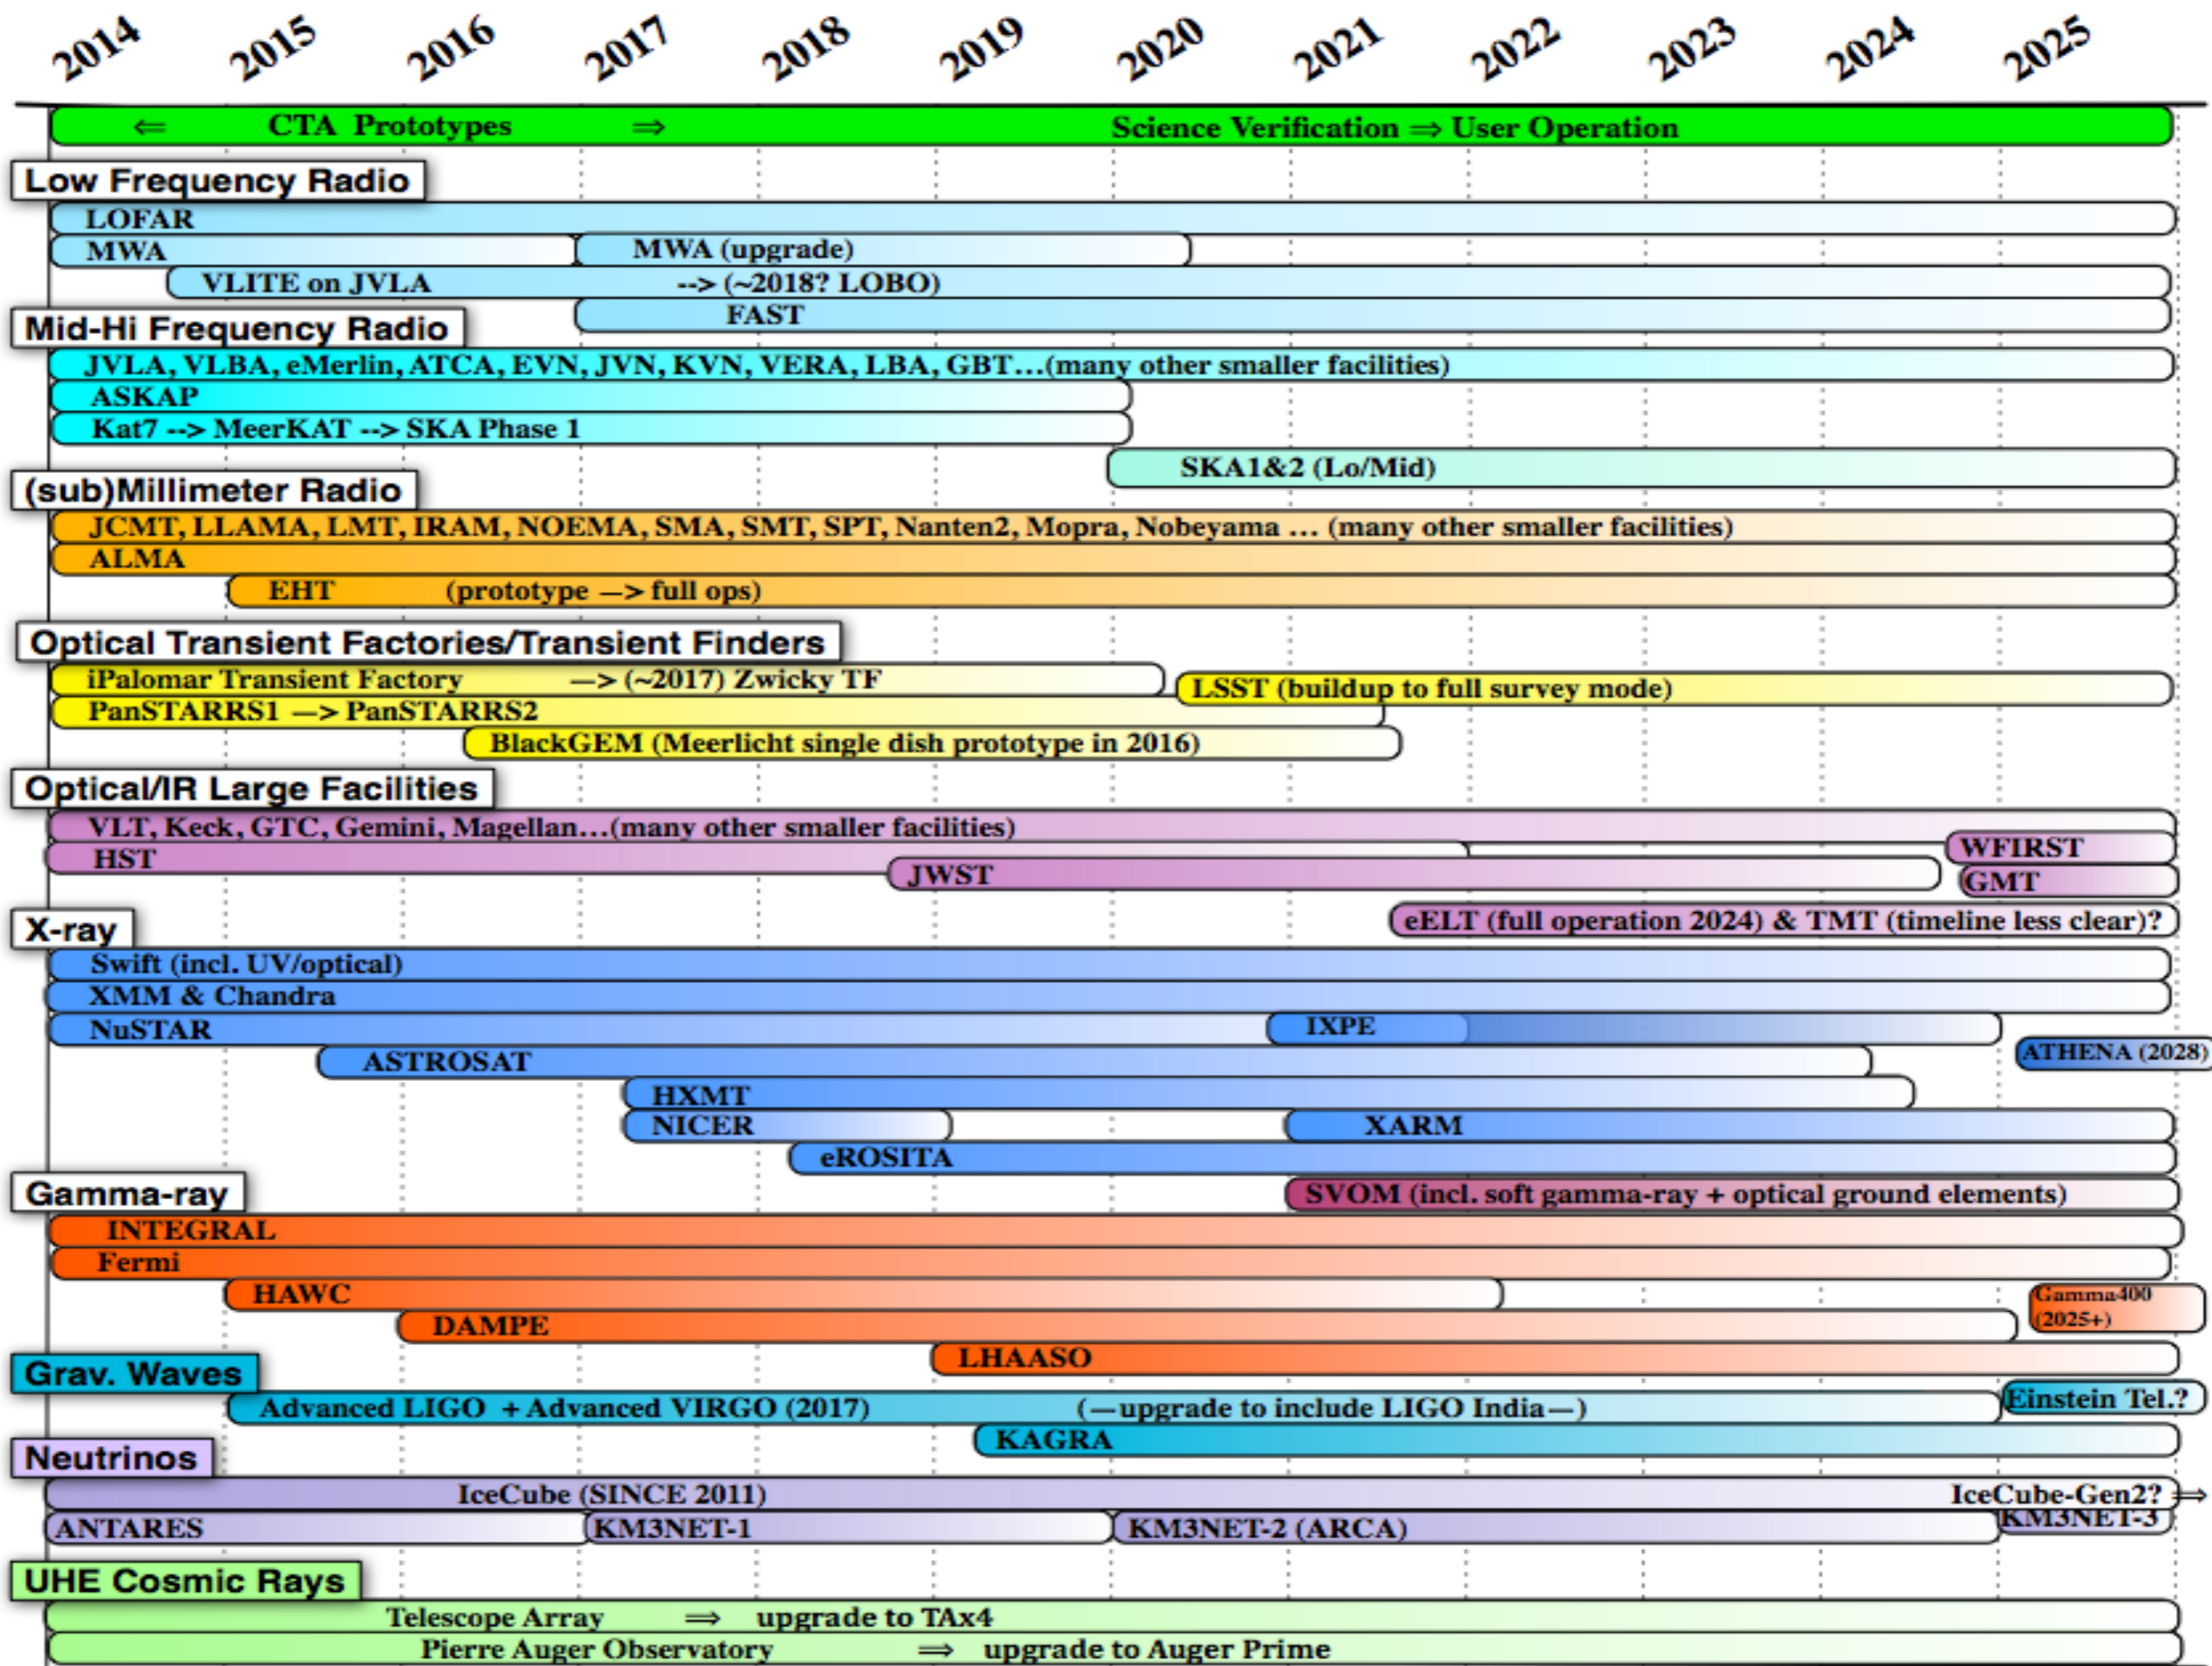 2014 2015 2016 2017 2018 2019 2020 2021 2022 2023 2024 2025
⇐ CTA Prototypes ⇒ Science Verification ⇒ User Operation
Low Frequency Radio
LOFAR
MWA MWA (upgrade)
VLITE on JVLA --> (~2018? LOBO)
FAST
Mid-Hi Frequency Radio
JVLA, VLBA, eMerlin, ATCA, EVN, JVN, KVN, VERA, LBA, GBT...(many other smaller facilities)
ASKAP
Kat7 --> MeerKAT --> SKA Phase 1
SKA1&2 (Lo/Mid)
(sub)Millimeter Radio
JCMT, LLAMA, LMT, IRAM, NOEMA, SMA, SMT, SPT, Nanten2, Mopra, Nobeyama ... (many other smaller facilities)
ALMA
EHT (prototype —> full ops)
Optical Transient Factories/Transient Finders
iPalomar Transient Factory —> (~2017) Zwicky TF
LSST (buildup to full survey mode)
PanSTARRS1 —> PanSTARRS2
BlackGEM (Meerlicht single dish prototype in 2016)
Optical/IR Large Facilities
VLT, Keck, GTC, Gemini, Magellan...(many other smaller facilities)
WFIRST
HST
JWST
GMT
eELT (full operation 2024) & TMT (timeline less clear)?
X-ray
Swift (incl. UV/optical)
XMM & Chandra
NuSTAR IXPE
ATHENA (2028)
ASTROSAT
HXMT
NICER XARM
eROSITA
Gamma-ray
SVOM (incl. soft gamma-ray + optical ground elements)
INTEGRAL
Fermi
HAWC
Gamma400
(2025+)
DAMPE
LHAASO
Grav. Waves
Advanced LIGO + Advanced VIRGO (2017) (—upgrade to include LIGO India—)
Einstein Tel.?
KAGRA
Neutrinos
IceCube (SINCE 2011) IceCube-Gen2? ⇒
ANTARES KM3NET-1 KM3NET-2 (ARCA) KM3NET-3
UHE Cosmic Rays
Telescope Array ⇒ upgrade to TAx4
Pierre Auger Observatory ⇒ upgrade to Auger Prime